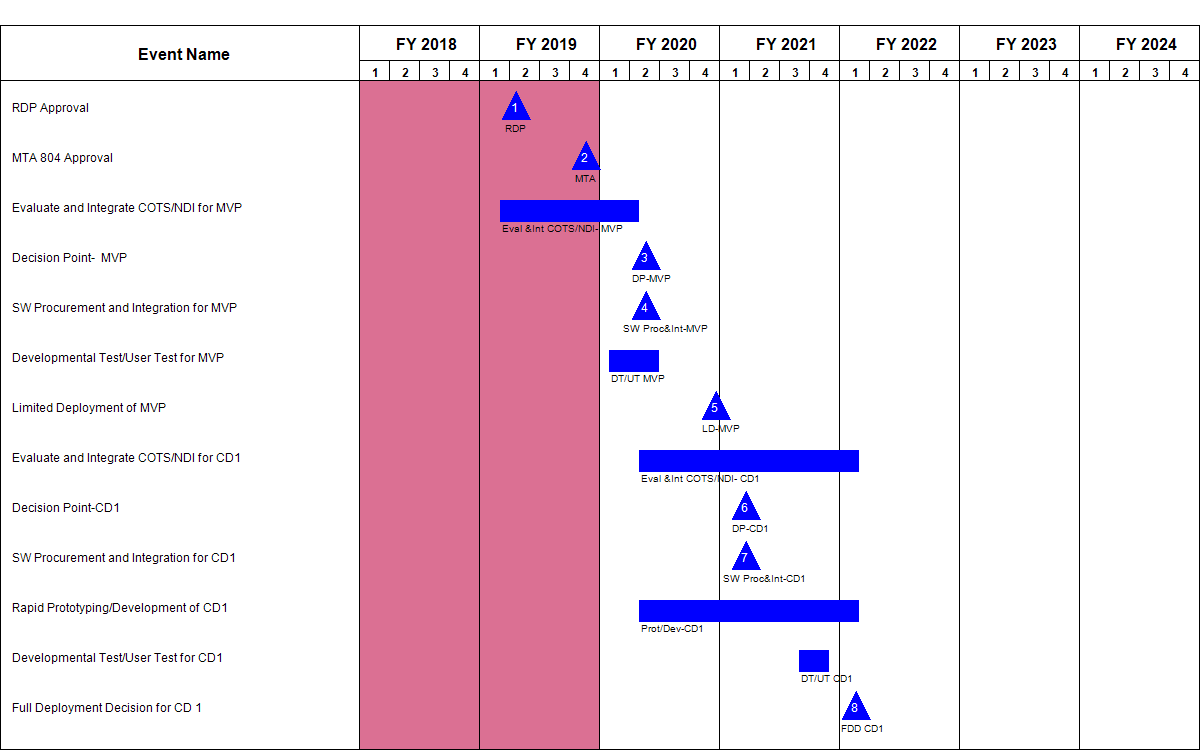 Event Name FY 2018 FY 2019 FY 2020 FY 2021 FY 2022 FY 2023 FY 2024
1 2 3 4 1 2 3 4 1 2 3 4 1 2 3 4 1 2 3 4 1 2 3 4 1 2 3 4
RDP Approval 1
RDP
MTA 804 Approval 2
MTA
Evaluate and Integrate COTS/NDI for MVP
Eval &Int COTS/NDI- MVP
Decision Point- MVP 3
DP-MVP
SW Procurement and Integration for MVP 4
SW Proc&Int-MVP
Developmental Test/User Test for MVP
DT/UT MVP
Limited Deployment of MVP 5
LD-MVP
Evaluate and Integrate COTS/NDI for CD1
Eval &Int COTS/NDI- CD1
Decision Point-CD1 6
DP-CD1
SW Procurement and Integration for CD1 7
SW Proc&Int-CD1
Rapid Prototyping/Development of CD1
Prot/Dev-CD1
Developmental Test/User Test for CD1
DT/UT CD1
Full Deployment Decision for CD 1 8
FDD CD1